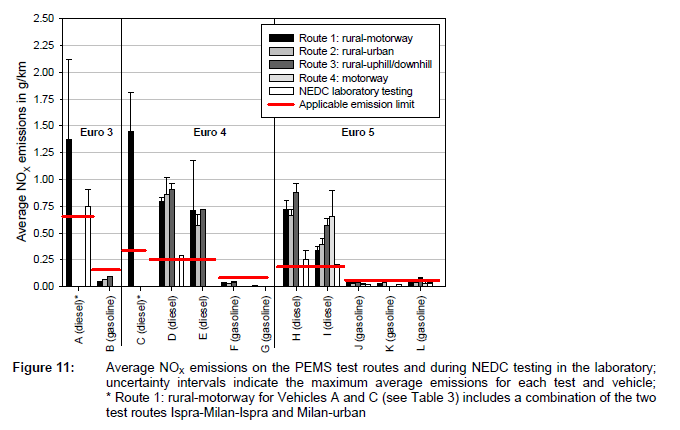 2.50
2.25
2.00
1.75
1.50
1.25
1.00
0.75
0.50
0.25
0.00
Average NOX emissions in g/km
Route 1: rural-motorway
Route 2: rural-urban
Route 3: rural-uphill/downhill
Route 4: motorway
NEDC laboratory testing
Applicable emission limit
Euro 3
Euro 4
Euro 5
A (diesel)*
B (gasoline)
C (diesel)*
D (diesel)
E (diesel)
F (gasoline)
G (gasoline)
H (diesel)
I (diesel)
J (gasoline)
K (gasoline)
L (gasoline)
Figure 11: Average NOX emissions on the PEMS test routes and during NEDC testing in the laboratory;
uncertainty intervals indicate the maximum average emissions for each test and vehicle;
* Route 1: rural-motorway for Vehicles A and C (see Table 3) includes a combination of the two
test routes Ispra-Milan-Ispra and Milan-urban